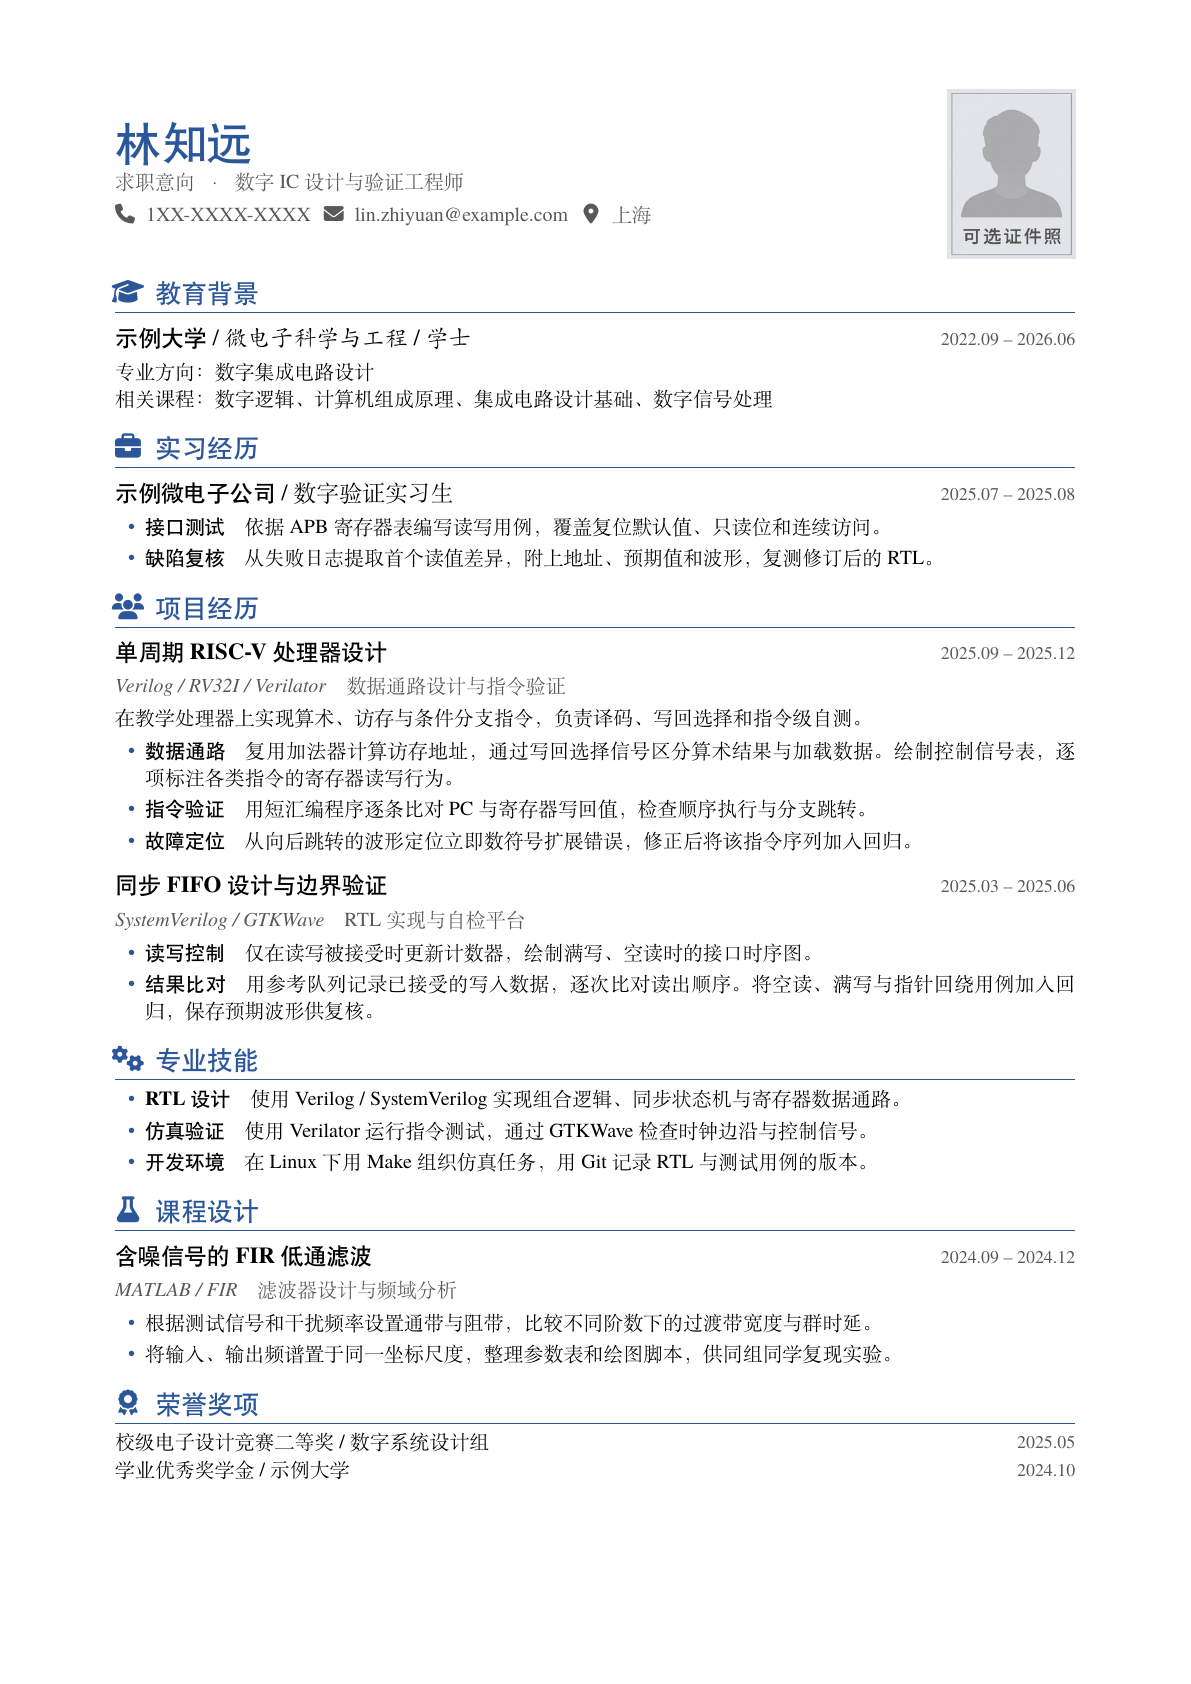 林知远
求职意向 · 数字 IC 设计与验证工程师
1XX-XXXX-XXXX lin.zhiyuan@example.com 上海
可选证件照
教育背景
示例大学 / 微电子科学与工程 / 学士 2022.09 – 2026.06
专业方向：数字集成电路设计
相关课程：数字逻辑、计算机组成原理、集成电路设计基础、数字信号处理
实习经历
示例微电子公司 / 数字验证实习生 2025.07 – 2025.08
• 接口测试 依据 APB 寄存器表编写读写用例，覆盖复位默认值、只读位和连续访问。
• 缺陷复核 从失败日志提取首个读值差异，附上地址、预期值和波形，复测修订后的 RTL。
项目经历
单周期 RISC-V 处理器设计 2025.09 – 2025.12
Verilog / RV32I / Verilator 数据通路设计与指令验证
在教学处理器上实现算术、访存与条件分支指令，负责译码、写回选择和指令级自测。
• 数据通路 复用加法器计算访存地址，通过写回选择信号区分算术结果与加载数据。绘制控制信号表，逐
项标注各类指令的寄存器读写行为。
• 指令验证 用短汇编程序逐条比对 PC 与寄存器写回值，检查顺序执行与分支跳转。
• 故障定位 从向后跳转的波形定位立即数符号扩展错误，修正后将该指令序列加入回归。
同步 FIFO 设计与边界验证 2025.03 – 2025.06
SystemVerilog / GTKWave RTL 实现与自检平台
• 读写控制 仅在读写被接受时更新计数器，绘制满写、空读时的接口时序图。
• 结果比对 用参考队列记录已接受的写入数据，逐次比对读出顺序。将空读、满写与指针回绕用例加入回
归，保存预期波形供复核。
专业技能
• RTL 设计 使用 Verilog / SystemVerilog 实现组合逻辑、同步状态机与寄存器数据通路。
• 仿真验证 使用 Verilator 运行指令测试，通过 GTKWave 检查时钟边沿与控制信号。
• 开发环境 在 Linux 下用 Make 组织仿真任务，用 Git 记录 RTL 与测试用例的版本。
课程设计
含噪信号的 FIR 低通滤波 2024.09 – 2024.12
MATLAB / FIR 滤波器设计与频域分析
• 根据测试信号和干扰频率设置通带与阻带，比较不同阶数下的过渡带宽度与群时延。
• 将输入、输出频谱置于同一坐标尺度，整理参数表和绘图脚本，供同组同学复现实验。
荣誉奖项
校级电子设计竞赛二等奖 / 数字系统设计组 2025.05
学业优秀奖学金 / 示例大学 2024.10